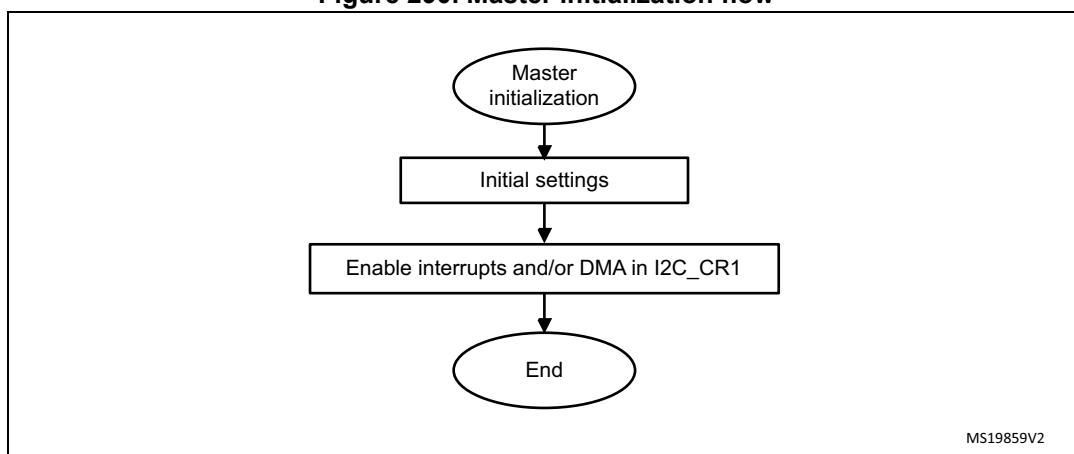 Master
initialization
Initial settings
Enable interrupts and/or DMA in I2C_CR1
End
MS19859V2